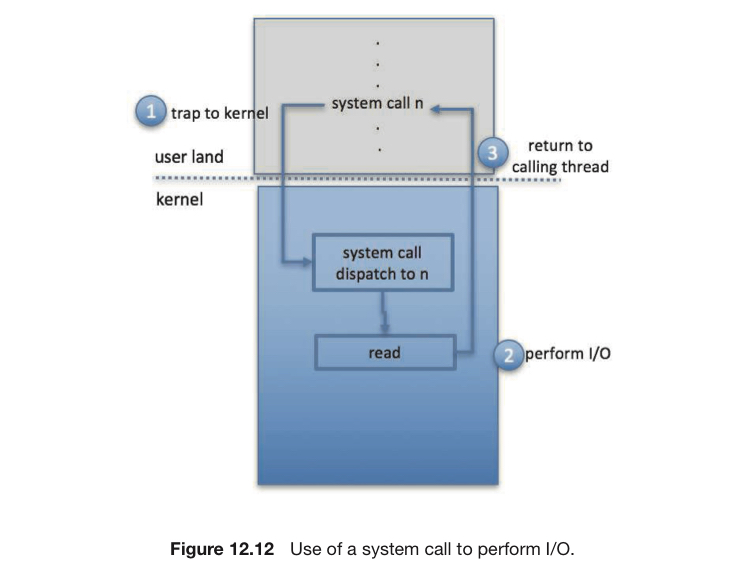 system call n
1 trap to kernel
3 return to
calling thread
user land
kernel
system call
dispatch to n
read
2 perform I/O
Figure 12.12 Use of a system call to perform I/O.